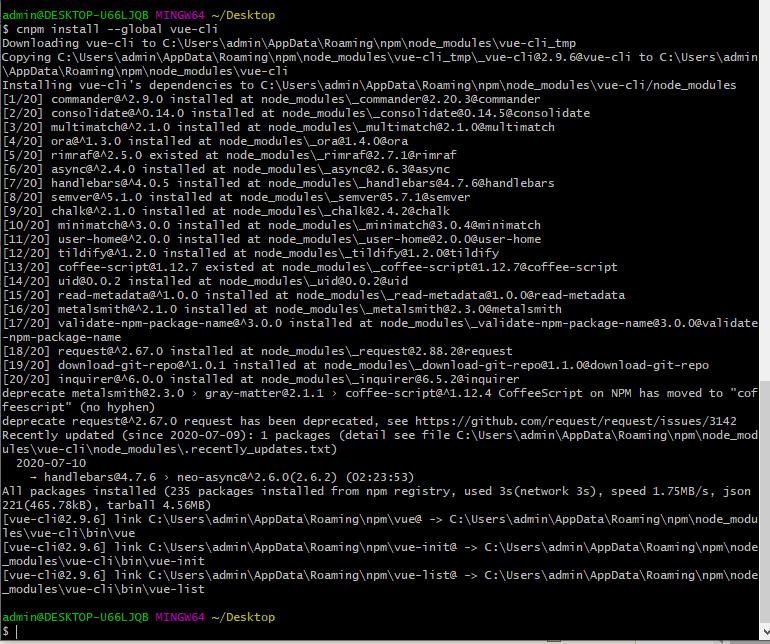 admin@DESKTOP-U66LJQB MINGW64 ~/Desktop
$ cnpm install --global vue-cli
Downloading vue-cli to C:\Users\admin\AppData\Roaming\npm\node_modules\vue-cli_tmp
Copying C:\Users\admin\AppData\Roaming\npm\node_modules\vue-cli_tmp\_vue-cli@2.9.6@vue-cli to C:\Users\admin
\AppData\Roaming\npm\node_modules\vue-cli
Installing vue-cli's dependencies to C:\Users\admin\AppData\Roaming\npm\node_modules\vue-cli/node_modules
[1/20] commander@^2.9.0 installed at node_modules\_commander@2.20.3@commander
[2/20] consolidate@^0.14.0 installed at node_modules\_consolidate@0.14.5@consolidate
[3/20] multimatch@^2.1.0 installed at node_modules\_multimatch@2.1.0@multimatch
[4/20] ora@^1.3.0 installed at node_modules\_ora@1.4.0@ora
[5/20] rimraf@^2.5.0 existed at node_modules\_rimraf@2.7.1@rimraf
[6/20] async@^2.4.0 installed at node_modules\_async@2.6.3@async
[7/20] handlebars@^4.0.5 installed at node_modules\_handlebars@4.7.6@handlebars
[8/20] semver@^5.1.0 installed at node_modules\_semver@5.7.1@semver
[9/20] chalk@^2.1.0 installed at node_modules\_chalk@2.4.2@chalk
[10/20] minimatch@^3.0.0 installed at node_modules\_minimatch@3.0.4@minimatch
[11/20] user-home@^2.0.0 installed at node_modules\_user-home@2.0.0@user-home
[12/20] tildify@^1.2.0 installed at node_modules\_tildify@1.2.0@tildify
[13/20] coffee-script@1.12.7 existed at node_modules\_coffee-script@1.12.7@coffee-script
[14/20] uid@0.0.2 installed at node_modules\_uid@0.0.2@uid
[15/20] read-metadata@^1.0.0 installed at node_modules\_read-metadata@1.0.0@read-metadata
[16/20] metalsmith@^2.1.0 installed at node_modules\_metalsmith@2.3.0@metalsmith
[17/20] validate-npm-package-name@^3.0.0 installed at node_modules\_validate-npm-package-name@3.0.0@validate
-npm-package-name
[18/20] request@^2.67.0 installed at node_modules\_request@2.88.2@request
[19/20] download-git-repo@^1.0.1 installed at node_modules\_download-git-repo@1.1.0@download-git-repo
[20/20] inquirer@^6.0.0 installed at node_modules\_inquirer@6.5.2@inquirer
deprecate metalsmith@2.3.0 › gray-matter@2.1.1 › coffee-script@^1.12.4 CoffeeScript on NPM has moved to "cof
feescript" (no hyphen)
deprecate request@^2.67.0 request has been deprecated, see https://github.com/request/request/issues/3142
Recently updated (since 2020-07-09): 1 packages (detail see file C:\Users\admin\AppData\Roaming\npm\node_mod
ules\vue-cli\node_modules\.recently_updates.txt)
2020-07-10
→ handlebars@4.7.6 › neo-async@^2.6.0(2.6.2) (02:23:53)
All packages installed (235 packages installed from npm registry, used 3s(network 3s), speed 1.75MB/s, json
221(465.78kB), tarball 4.56MB)
[vue-cli@2.9.6] link C:\Users\admin\AppData\Roaming\npm\vue@ -> C:\Users\admin\AppData\Roaming\npm\node_modu
les\vue-cli\bin\vue
[vue-cli@2.9.6] link C:\Users\admin\AppData\Roaming\npm\vue-init@ -> C:\Users\admin\AppData\Roaming\npm\node
_modules\vue-cli\bin\vue-init
[vue-cli@2.9.6] link C:\Users\admin\AppData\Roaming\npm\vue-list@ -> C:\Users\admin\AppData\Roaming\npm\node
_modules\vue-cli\bin\vue-list
admin@DESKTOP-U66LJQB MINGW64 ~/Desktop
$